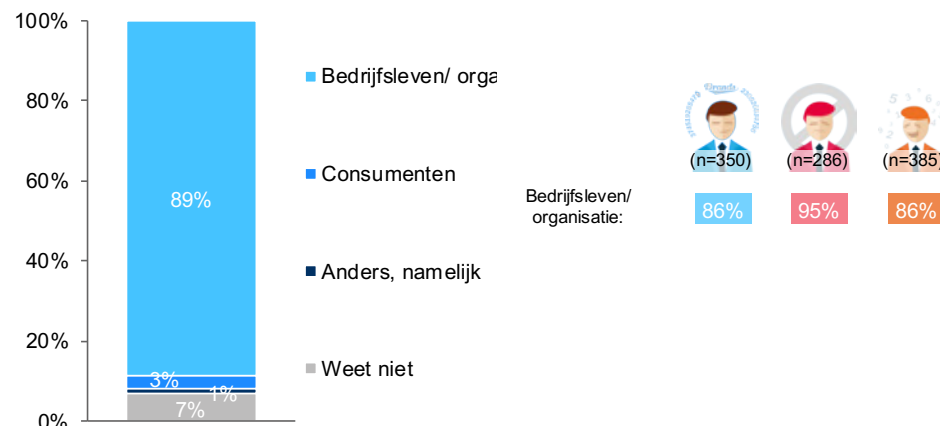 100%
80%
60%
40%
20%
0%
89%
3%
1%
7%
Bedrijfsleven/ orga
Consumenten
Anders, namelijk
Weet niet
Brands
(n=350)
(n=286)
(n=385)
Bedrijfsleven/
organisatie:
86%
95%
86%